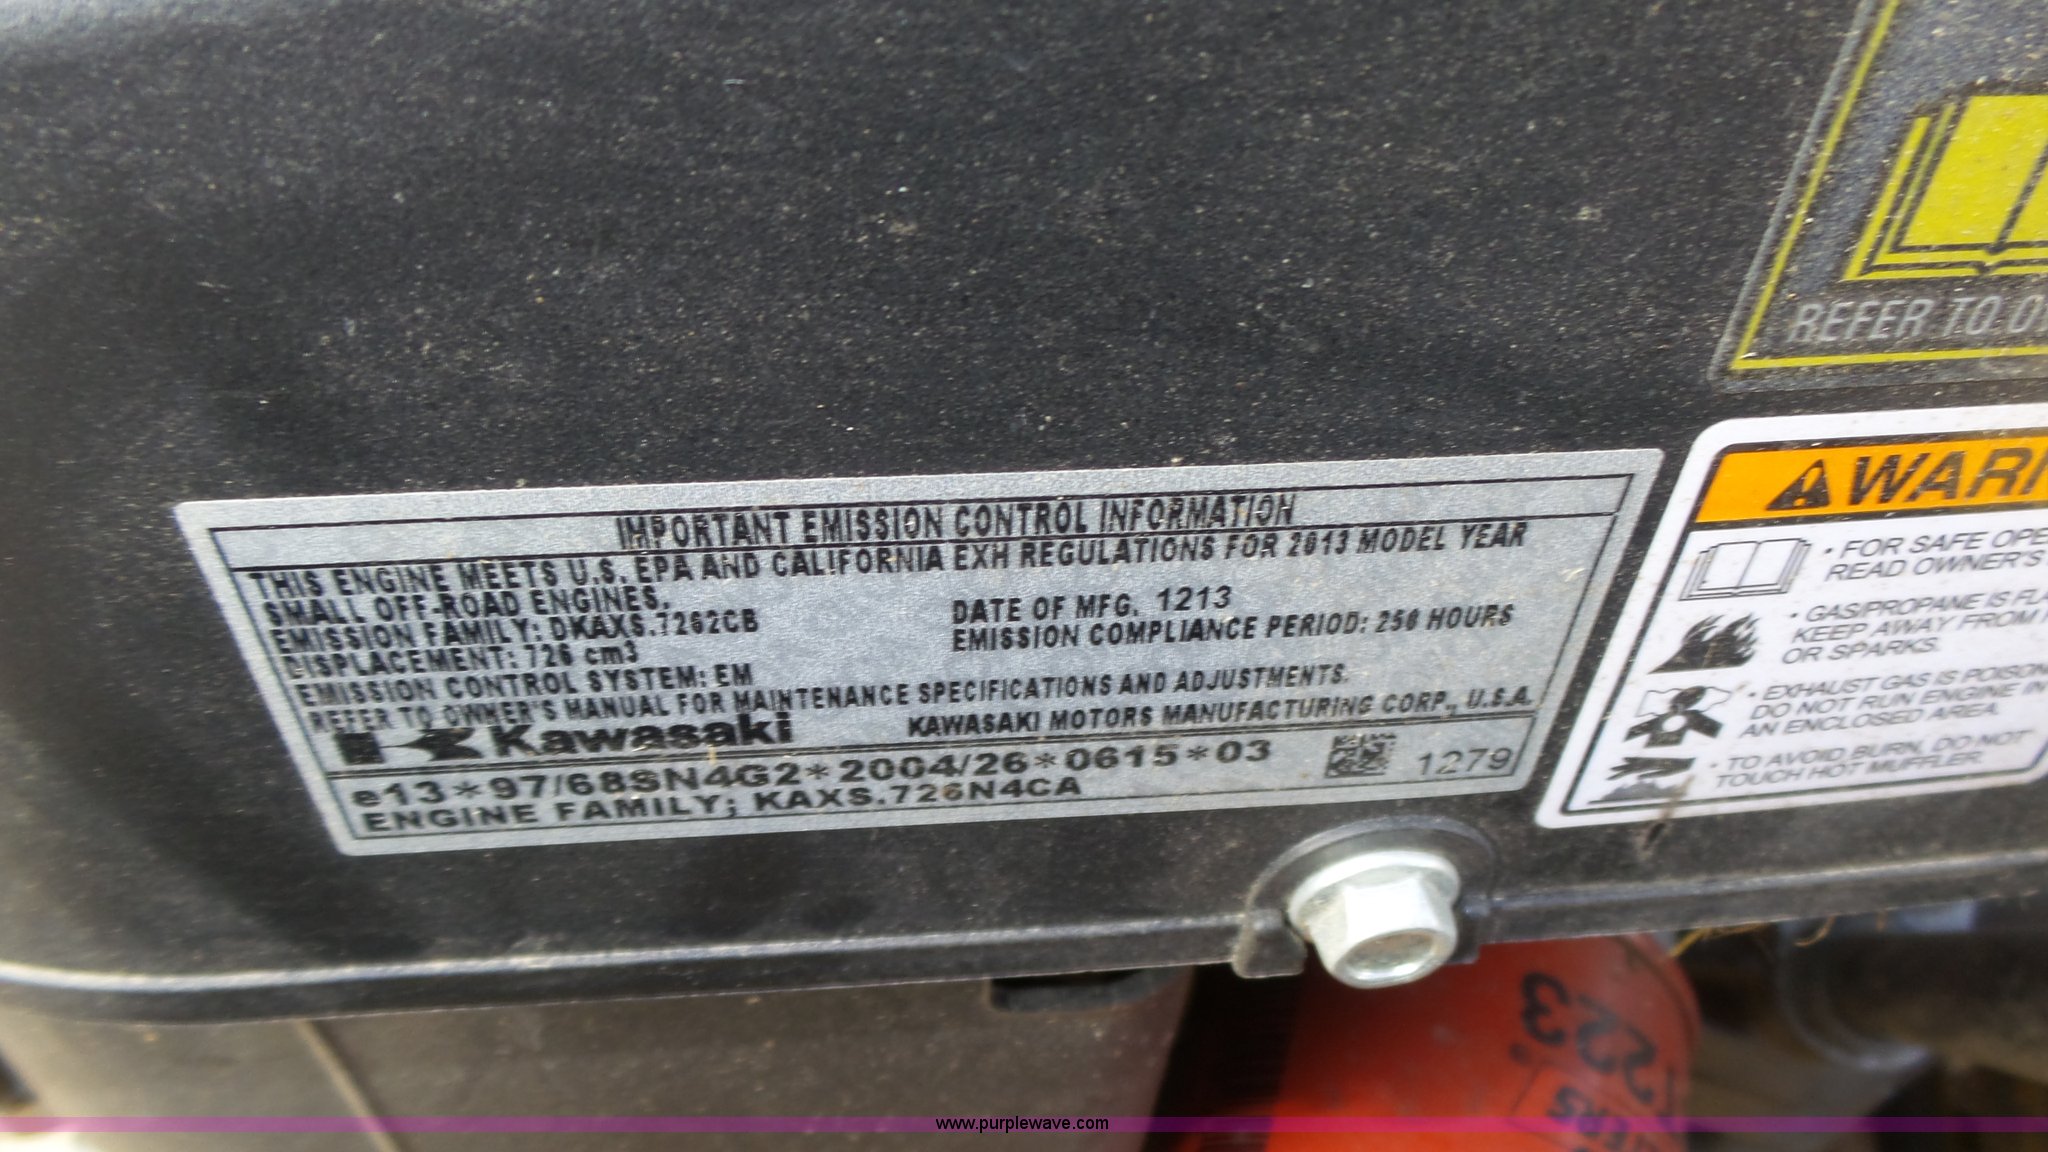 REFER TO
IMPORTANT EMISSION CONTROL INFORMATION
THIS ENGINE MEETS U.S. EPA AND CALIFORNIA EXH REGULATIONS FOR 2013 MODEL YEAR
SMALL OFF-ROAD ENGINES.
EMISSION FAMILY: DKAXS.7262CB
DATE OF MFG. 1213
DISPLACEMENT: 726 cm3
EMISSION COMPLIANCE PERIOD: 250 HOURS
EMISSION CONTROL SYSTEM: EM
REFER TO OWNER'S MANUAL FOR MAINTENANCE SPECIFICATIONS AND ADJUSTMENTS.
Kawasaki
KAWASAKI MOTORS MANUFACTURING CORP., U.S.A.
e13*97/68SN4G2*2004/26*0615*03
1279
ENGINE FAMILY; KAXS.726N4CA
WARN
• FOR SAFE OPE
READ OWNER'S
• GAS/PROPANE IS FL
KEEP AWAY FROM
OR SPARKS.
• EXHAUST GAS IS POISON
DO NOT RUN ENGINE IN
AN ENCLOSED AREA.
• TO AVOID BURN, DO NOT
TOUCH HOT MUFFLER.
www.purplewave.com